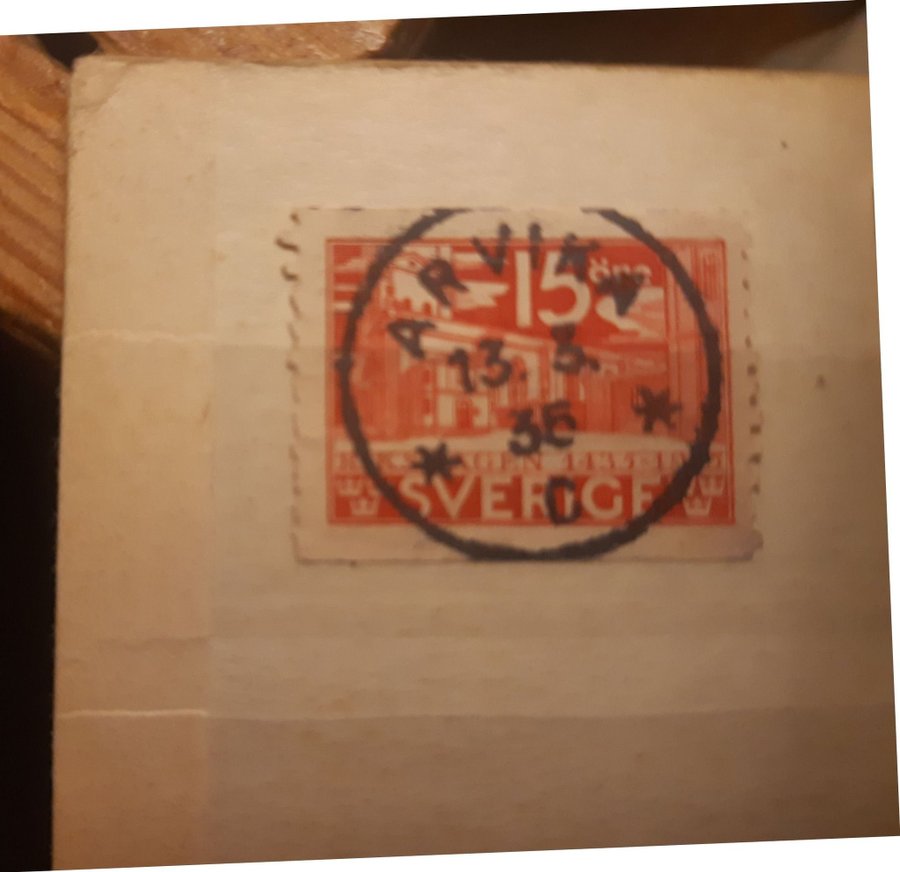 ARVIKA
15 öre
13. 3.
35
SVERIGE